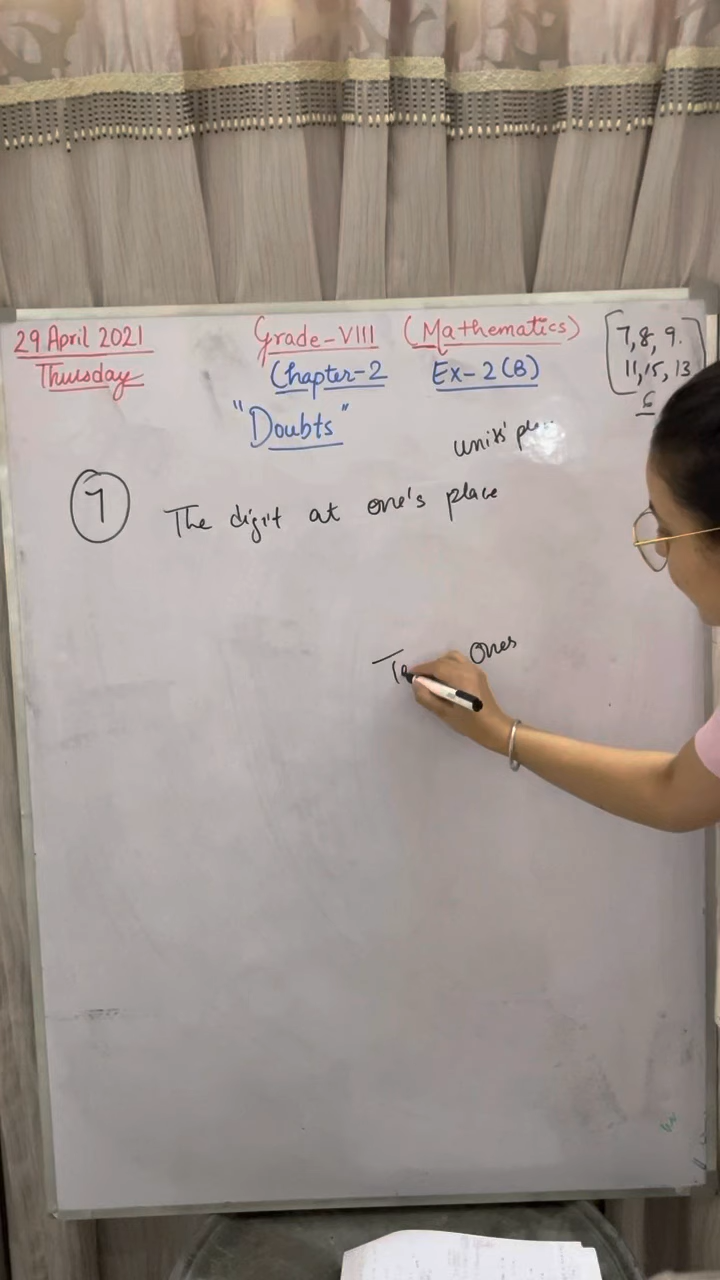 29 April 2021 Grade-VIII (Mathematics)
Thursday Chapter-2 Ex-2(B)
"Doubts"
7, 8, 9.
11, 15, 13
6
units'
7 The digit at one's place
Ones